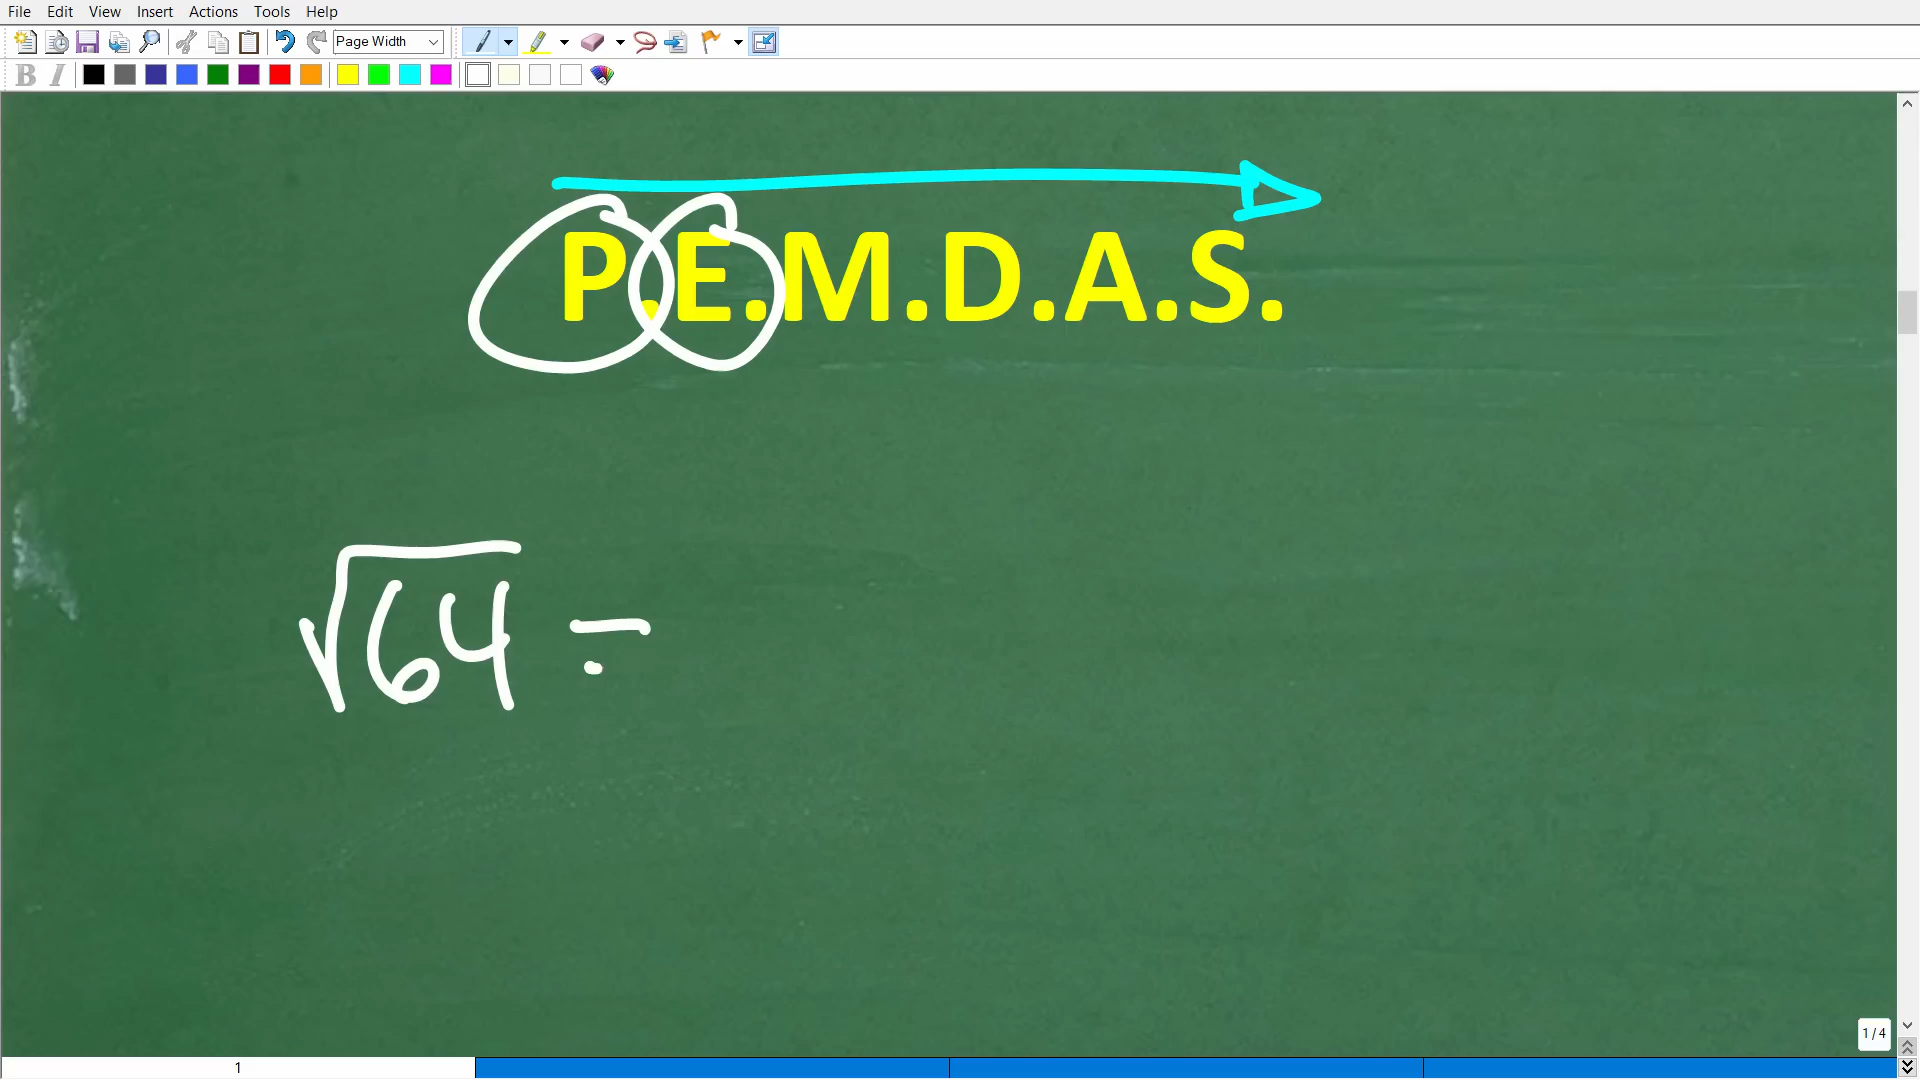 File Edit View Insert Actions Tools Help
Page Width
B I
P.E.M.D.A.S.
√64 ÷
1 / 4
1